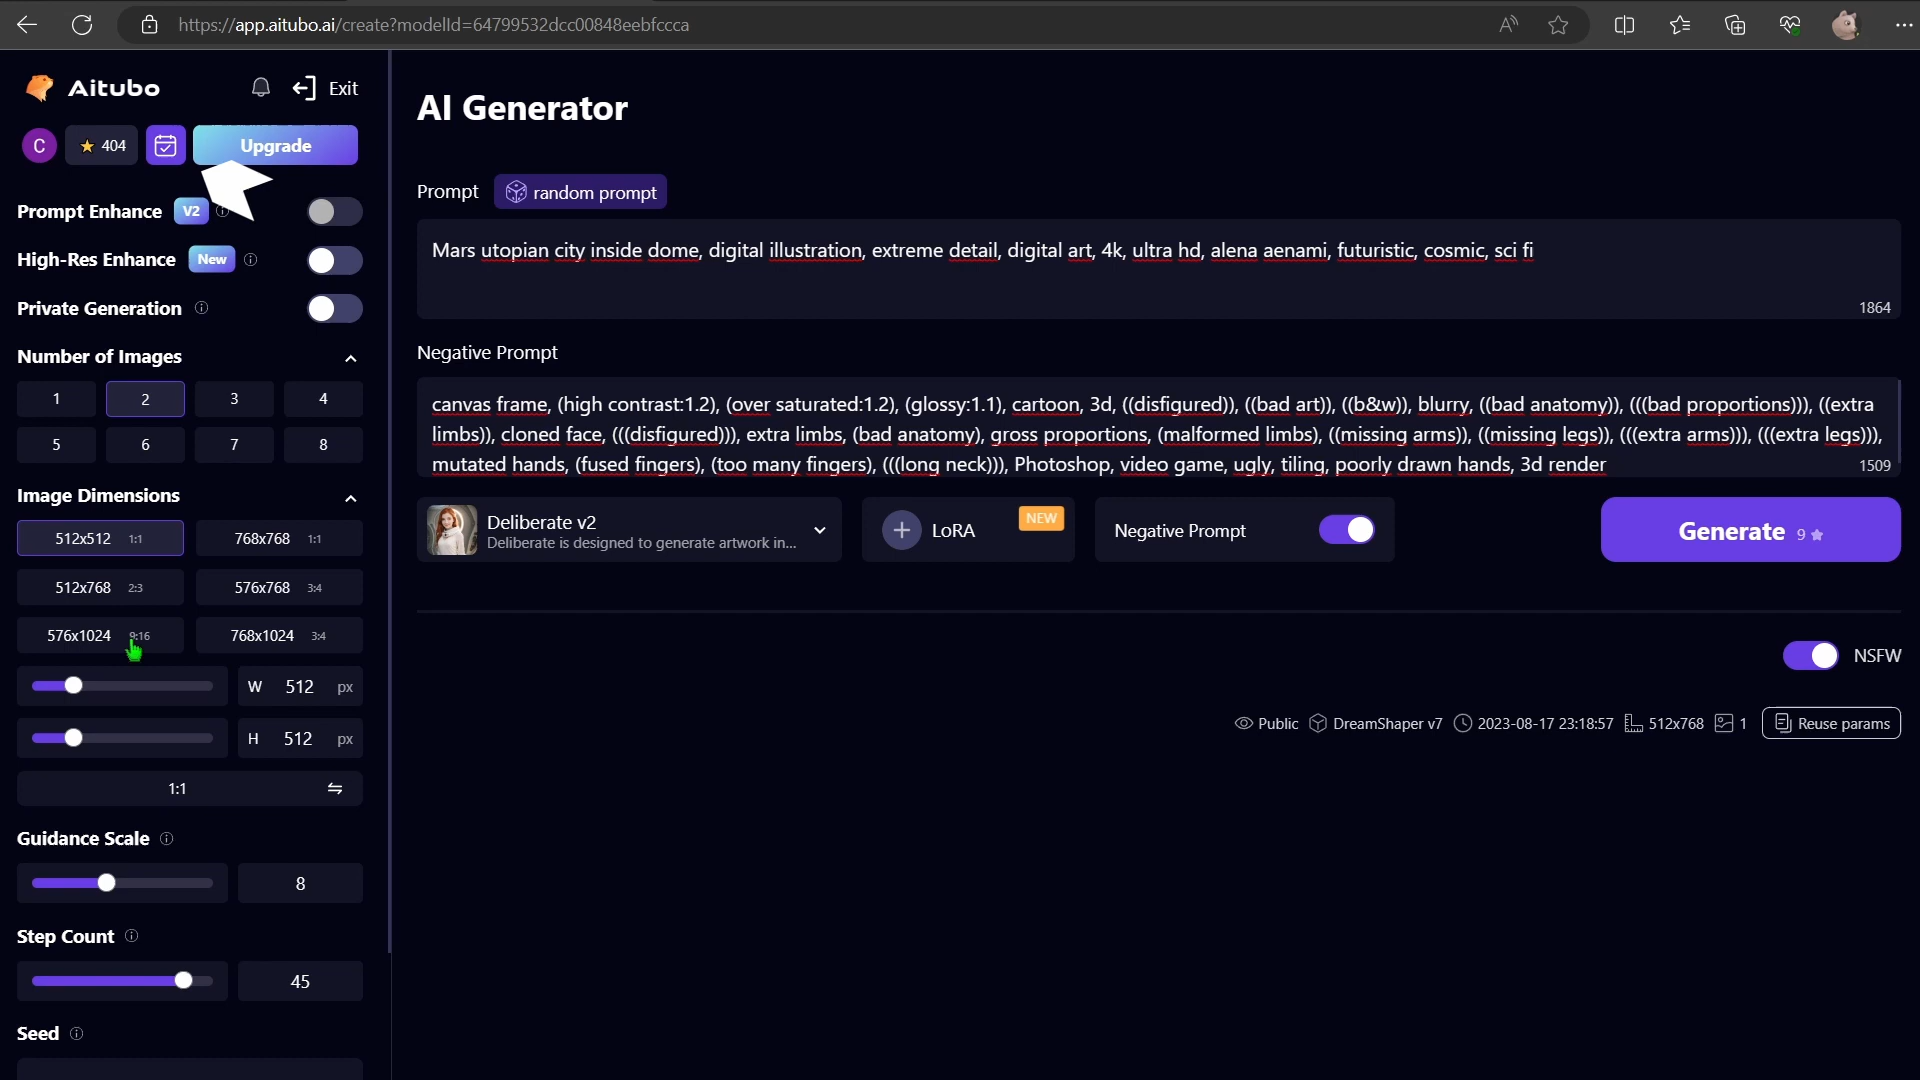 https://app.aitubo.ai/create?modelId=64799532dcc00848eebfccca
Aitubo
Exit
C
404
Upgrade
Prompt Enhance V2
High-Res Enhance New
Private Generation
Number of Images
1 2 3 4
5 6 7 8
Image Dimensions
512x512 1:1 768x768 1:1
512x768 2:3 576x768 3:4
576x1024 9:16 768x1024 3:4
W 512 px
H 512 px
1:1
Guidance Scale
8
Step Count
45
Seed
AI Generator
Prompt random prompt
Mars utopian city inside dome, digital illustration, extreme detail, digital art, 4k, ultra hd, alena aenami, futuristic, cosmic, sci fi
1864
Negative Prompt
canvas frame, (high contrast:1.2), (over saturated:1.2), (glossy:1.1), cartoon, 3d, ((disfigured)), ((bad art)), ((b&w)), blurry, ((bad anatomy)), (((bad proportions))), ((extra
limbs)), cloned face, (((disfigured))), extra limbs, (bad anatomy), gross proportions, (malformed limbs), ((missing arms)), ((missing legs)), (((extra arms))), (((extra legs))),
mutated hands, (fused fingers), (too many fingers), (((long neck))), Photoshop, video game, ugly, tiling, poorly drawn hands, 3d render
1509
Deliberate v2
Deliberate is designed to generate artwork in...
LoRA
NEW
Negative Prompt
Generate 9
NSFW
Public DreamShaper v7 2023-08-17 23:18:57 512x768 1 Reuse params